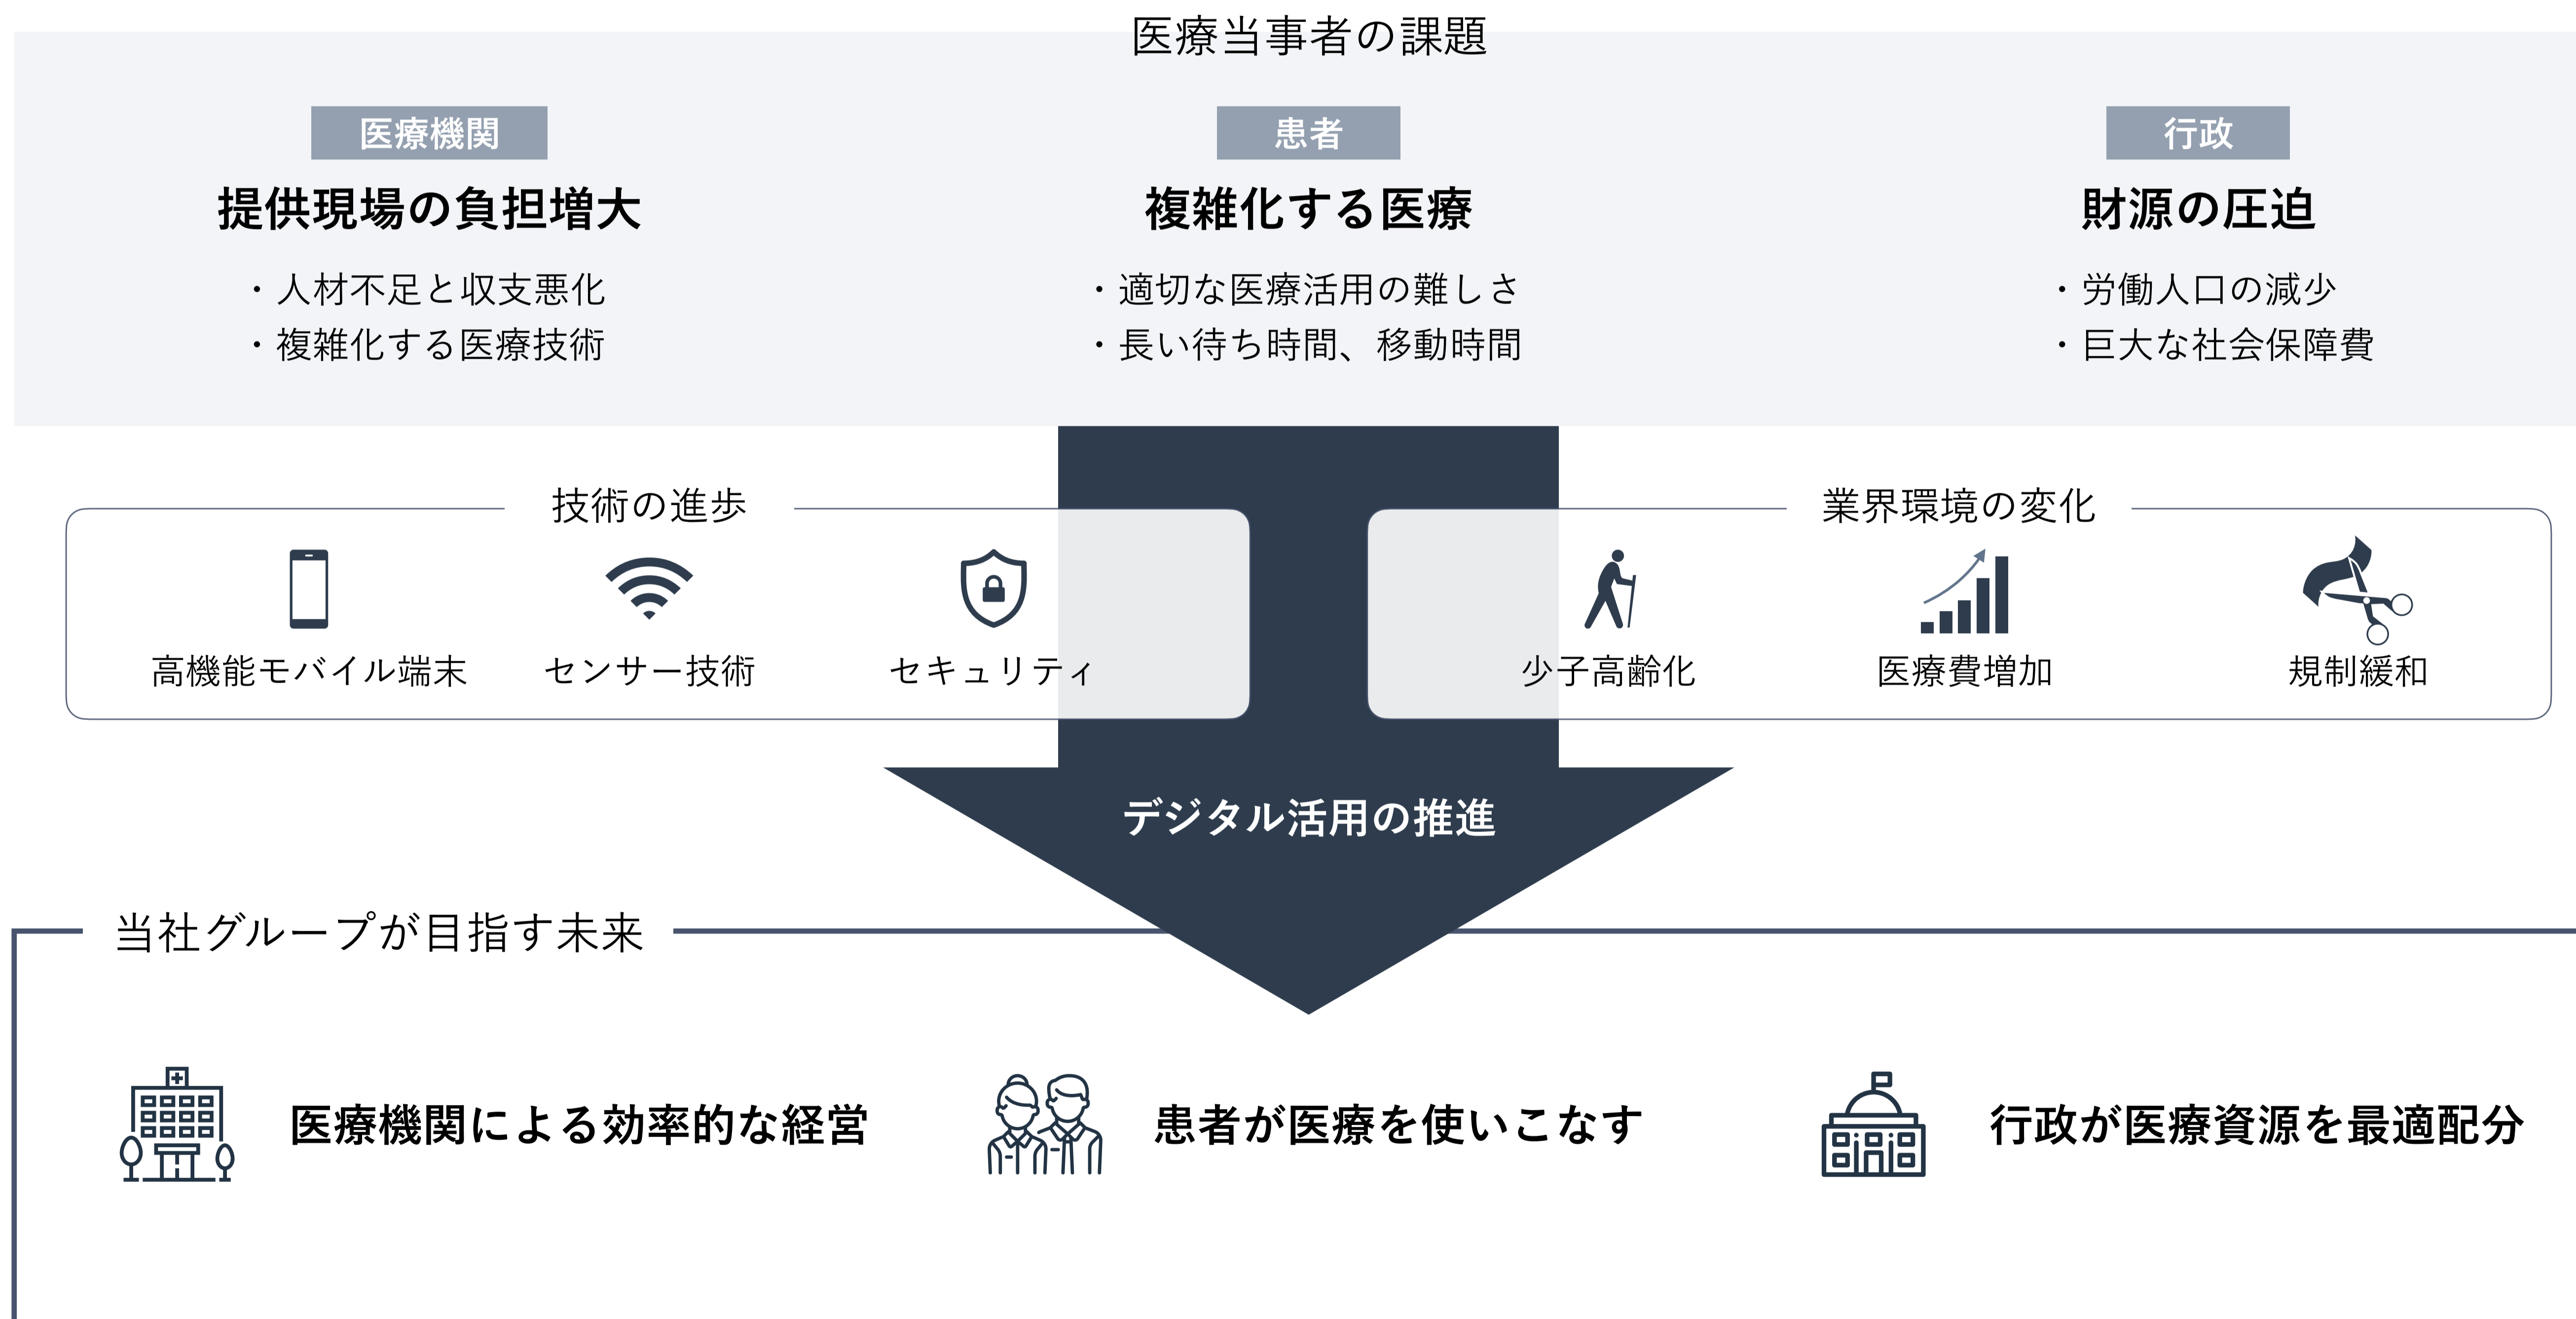 医療当事者の課題
医療機関
提供現場の負担増大
・人材不足と収支悪化
・複雑化する医療技術
患者
複雑化する医療
・適切な医療活用の難しさ
・長い待ち時間、移動時間
行政
財源の圧迫
・労働人口の減少
・巨大な社会保障費
技術の進歩
高機能モバイル端末
センサー技術
セキュリティ
業界環境の変化
少子高齢化
医療費増加
規制緩和
デジタル活用の推進
当社グループが目指す未来
医療機関による効率的な経営
患者が医療を使いこなす
行政が医療資源を最適配分